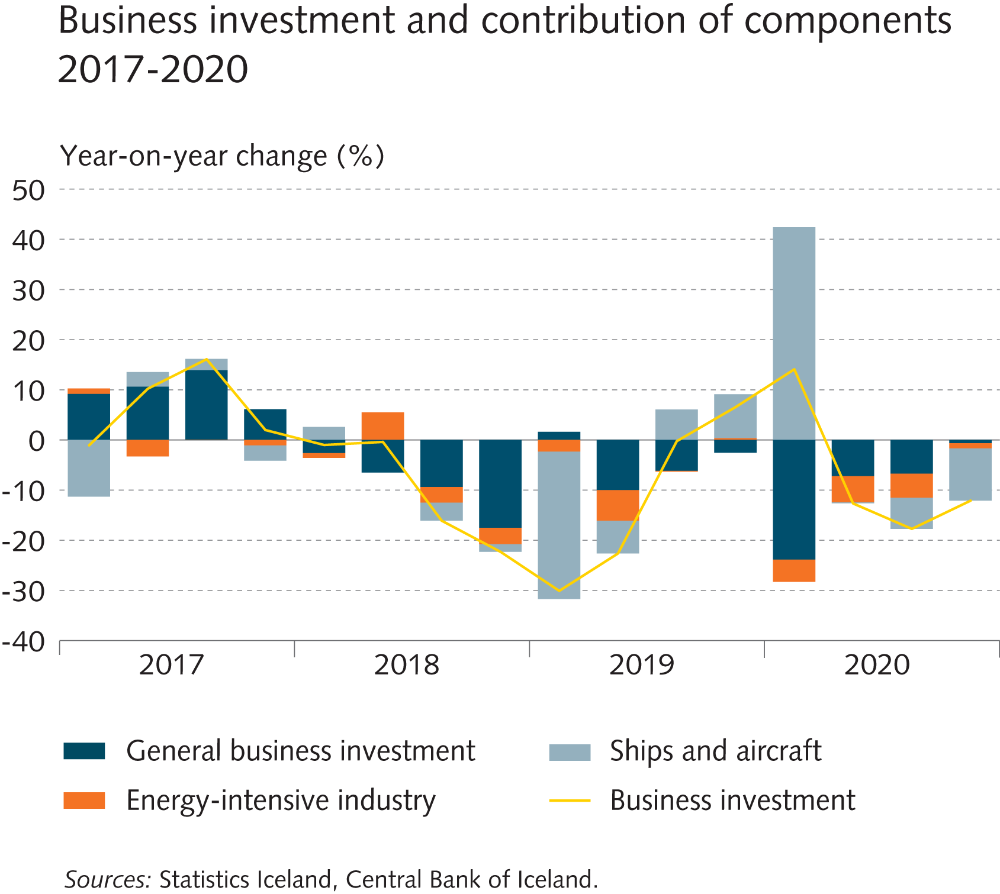 Business investment and contribution of components
2017-2020
Year-on-year change (%)
50
40
30
20
10
0
-10
-20
-30
-40
2017 2018 2019 2020
General business investment
Ships and aircraft
Energy-intensive industry
Business investment
Sources: Statistics Iceland, Central Bank of Iceland.